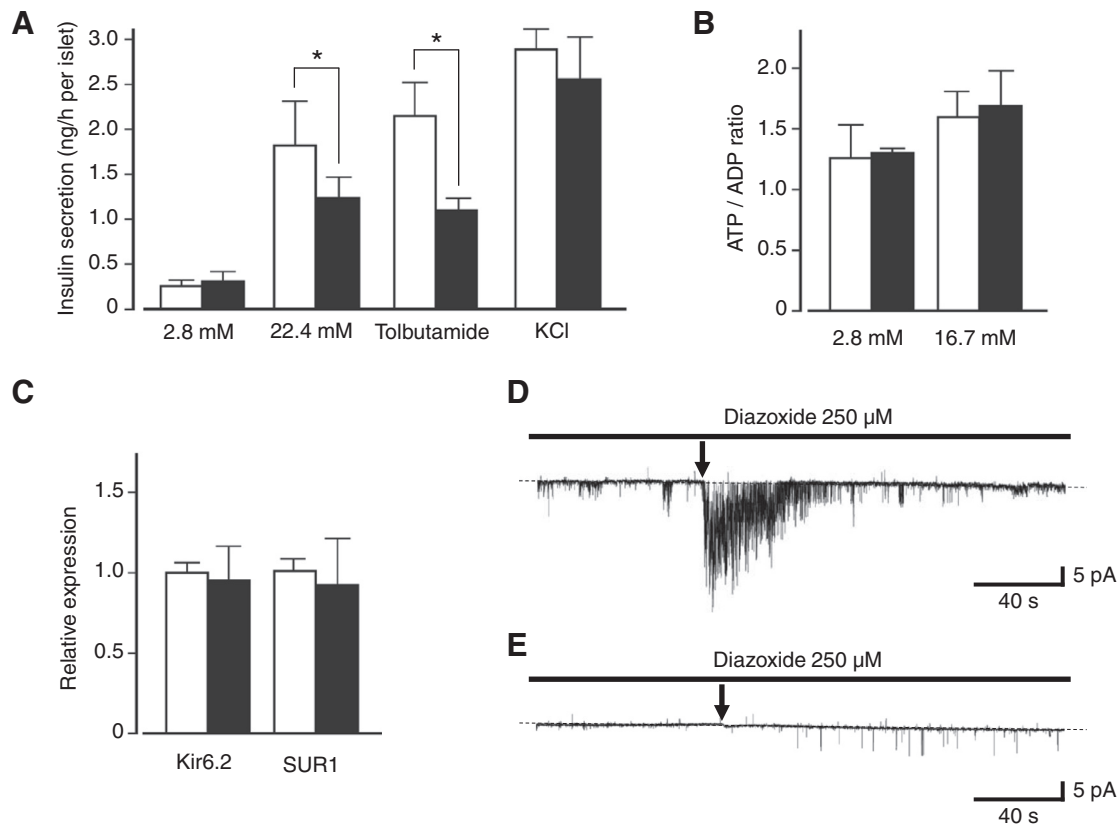 A
Insulin secretion (ng/h per islet)
3.0
2.5
2.0
1.5
1.0
0.5
0
*
*
2.8 mM
22.4 mM
Tolbutamide
KCl
B
ATP / ADP ratio
2.0
1.5
1.0
0.5
0
2.8 mM
16.7 mM
C
Relative expression
1.5
1.0
0.5
0
Kir6.2
SUR1
D
Diazoxide 250 µM
5 pA
40 s
E
Diazoxide 250 µM
5 pA
40 s